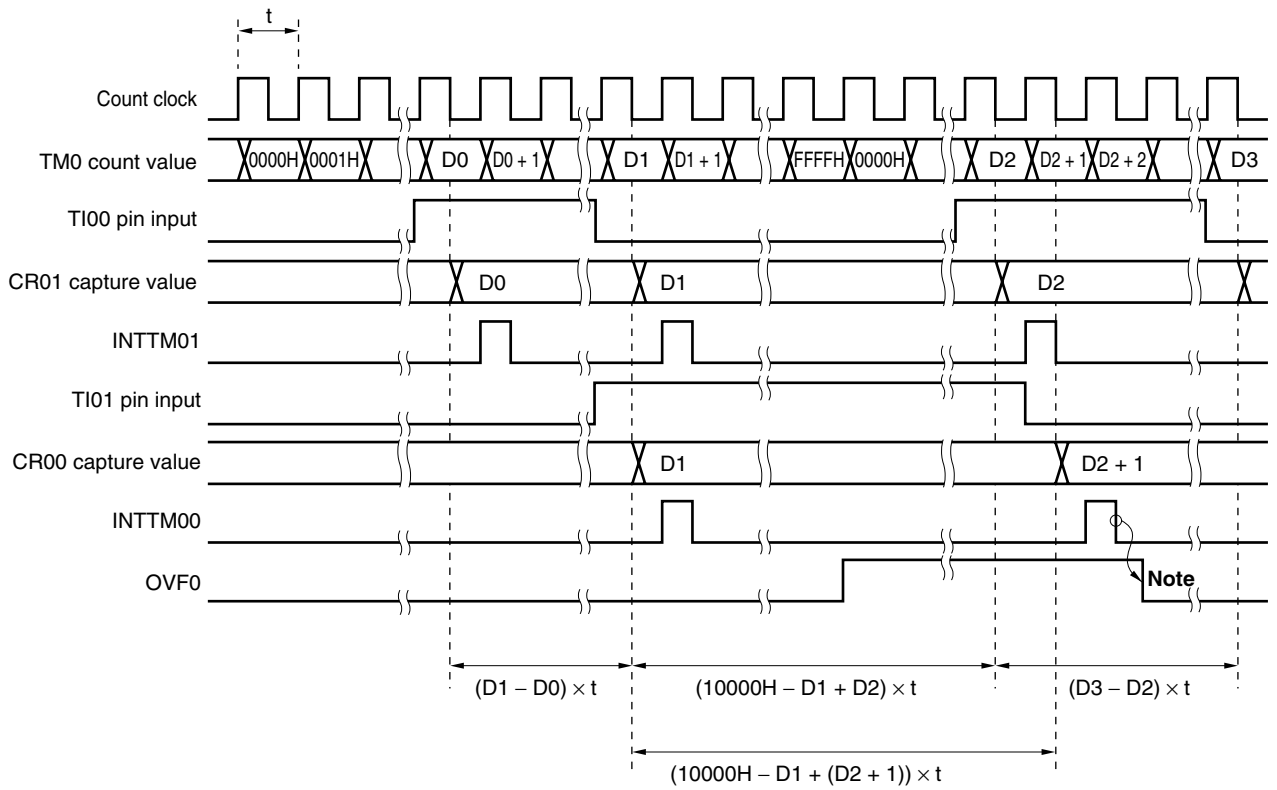 t
Count clock
TM0 count value 0000H 0001H D0 D0 + 1 D1 D1 + 1 FFFFH 0000H D2 D2 + 1 D2 + 2 D3
TI00 pin input
CR01 capture value D0 D1 D2
INTTM01
TI01 pin input
CR00 capture value D1 D2 + 1
INTTM00
OVF0 Note
(D1 – D0) × t (10000H – D1 + D2) × t (D3 – D2) × t
(10000H – D1 + (D2 + 1)) × t